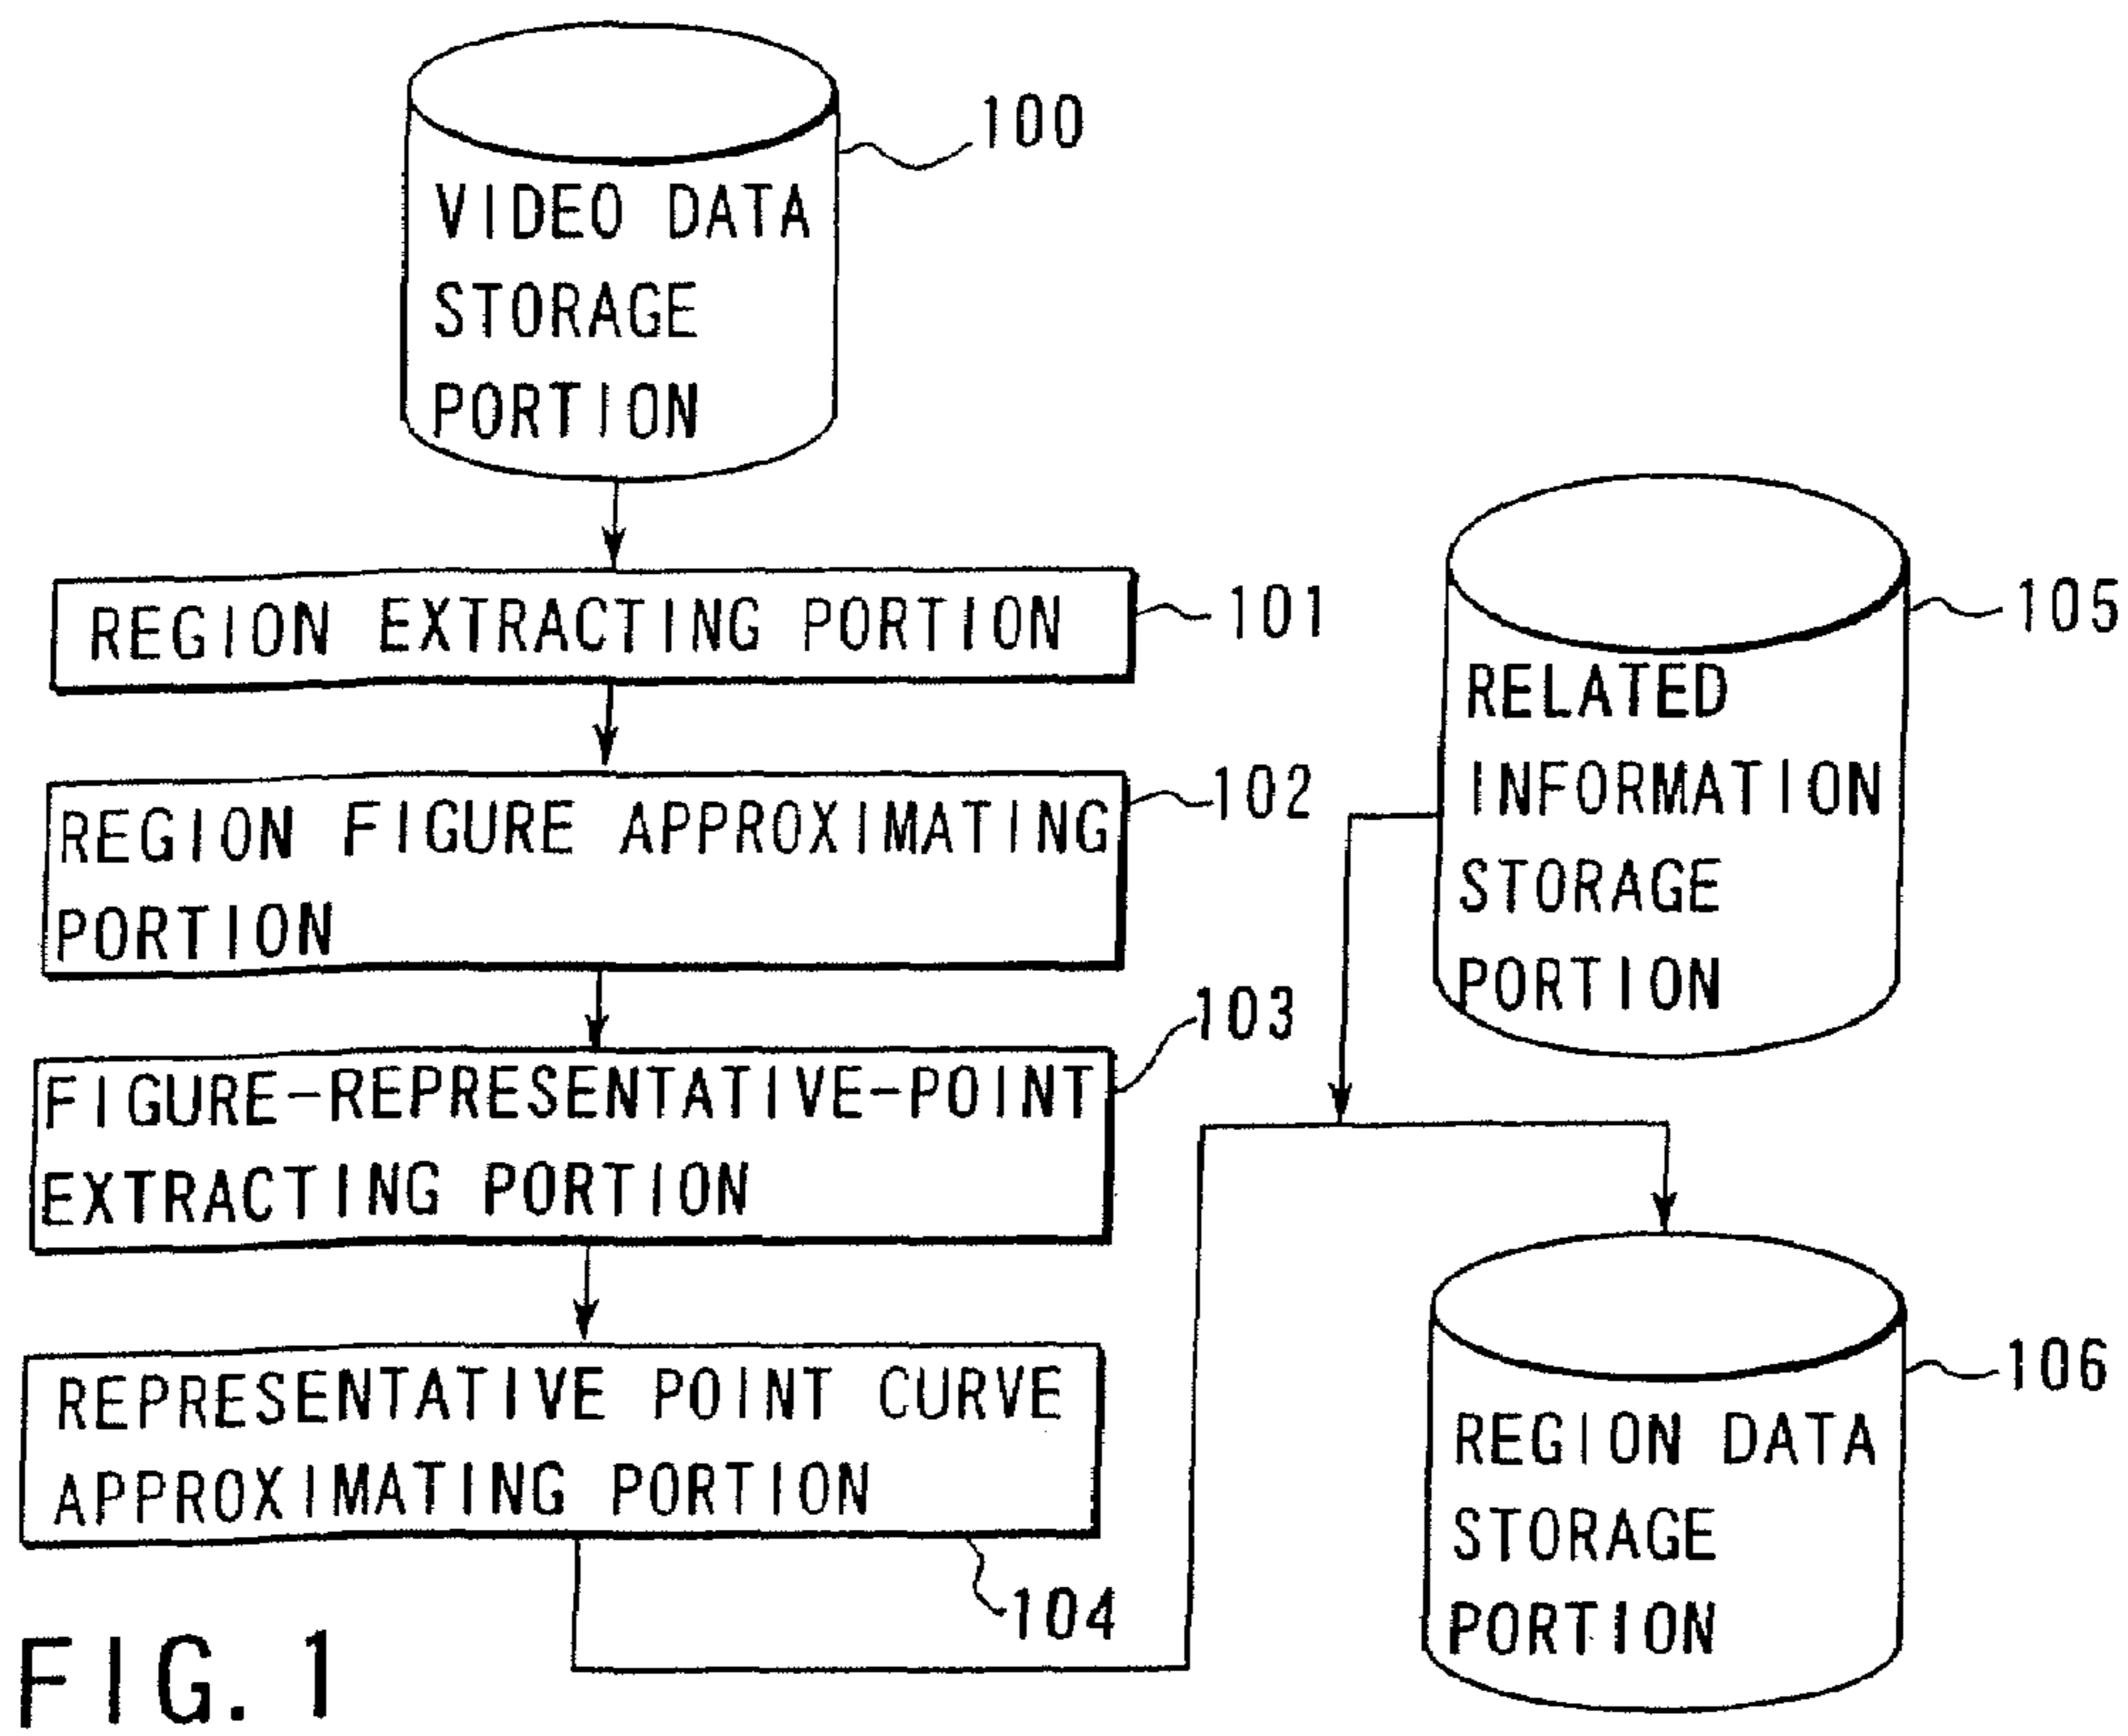 100
VIDEO DATA
STORAGE
PORTION
REGION EXTRACTING PORTION
101
REGION FIGURE APPROXIMATING
PORTION
102
FIGURE-REPRESENTATIVE-POINT
EXTRACTING PORTION
103
REPRESENTATIVE POINT CURVE
APPROXIMATING PORTION
104
105
RELATED
INFORMATION
STORAGE
PORTION
106
REGION DATA
STORAGE
PORTION
FIG. 1